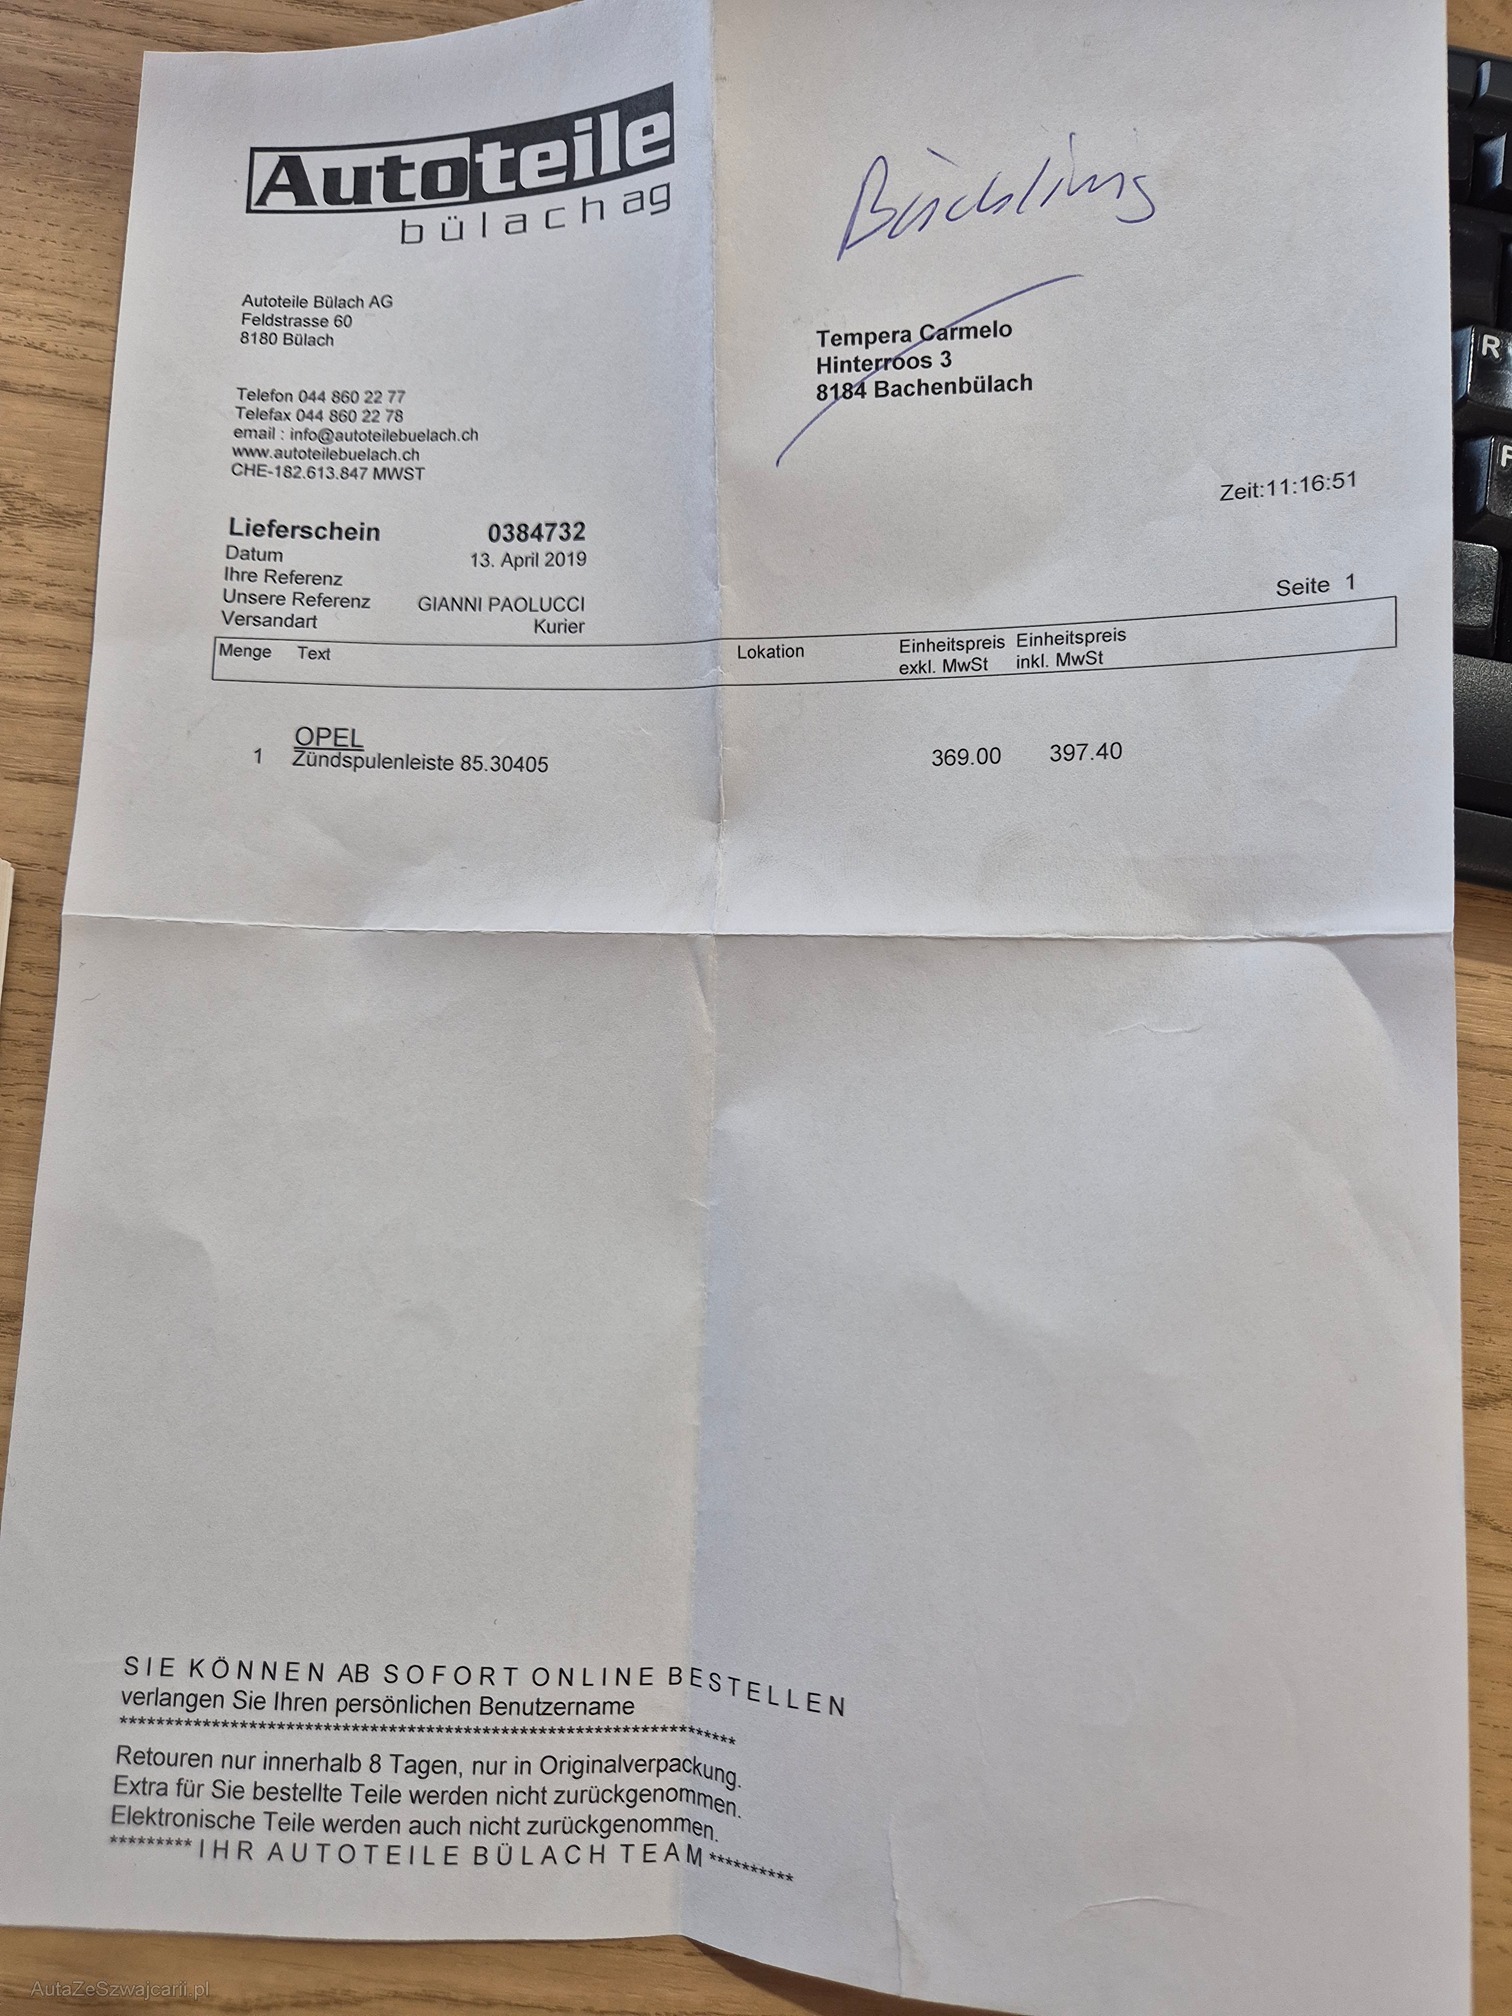 Autoteile
bülach ag
Autoteile Bülach AG
Feldstrasse 60
8180 Bülach
Telefon 044 860 22 77
Telefax 044 860 22 78
email : info@autoteilebuelach.ch
www.autoteilebuelach.ch
CHE-182.613.847 MWST
Tempera Carmelo
Hinterroos 3
8184 Bachenbülach
Zeit:11:16:51
Lieferschein 0384732
Datum 13. April 2019
Ihre Referenz
Unsere Referenz GIANNI PAOLUCCI
Versandart Kurier
Seite 1
Menge Text Lokation Einheitspreis exkl. MwSt Einheitspreis inkl. MwSt
OPEL
1 Zündspulenleiste 85.30405 369.00 397.40
SIE KÖNNEN AB SOFORT ONLINE BESTELLEN
verlangen Sie Ihren persönlichen Benutzername
Retouren nur innerhalb 8 Tagen, nur in Originalverpackung.
Extra für Sie bestellte Teile werden nicht zurückgenommen.
Elektronische Teile werden auch nicht zurückgenommen.
********* IHR AUTOTEILE BÜLACH TEAM **********
R
AutaZeSzwajcarii.pl